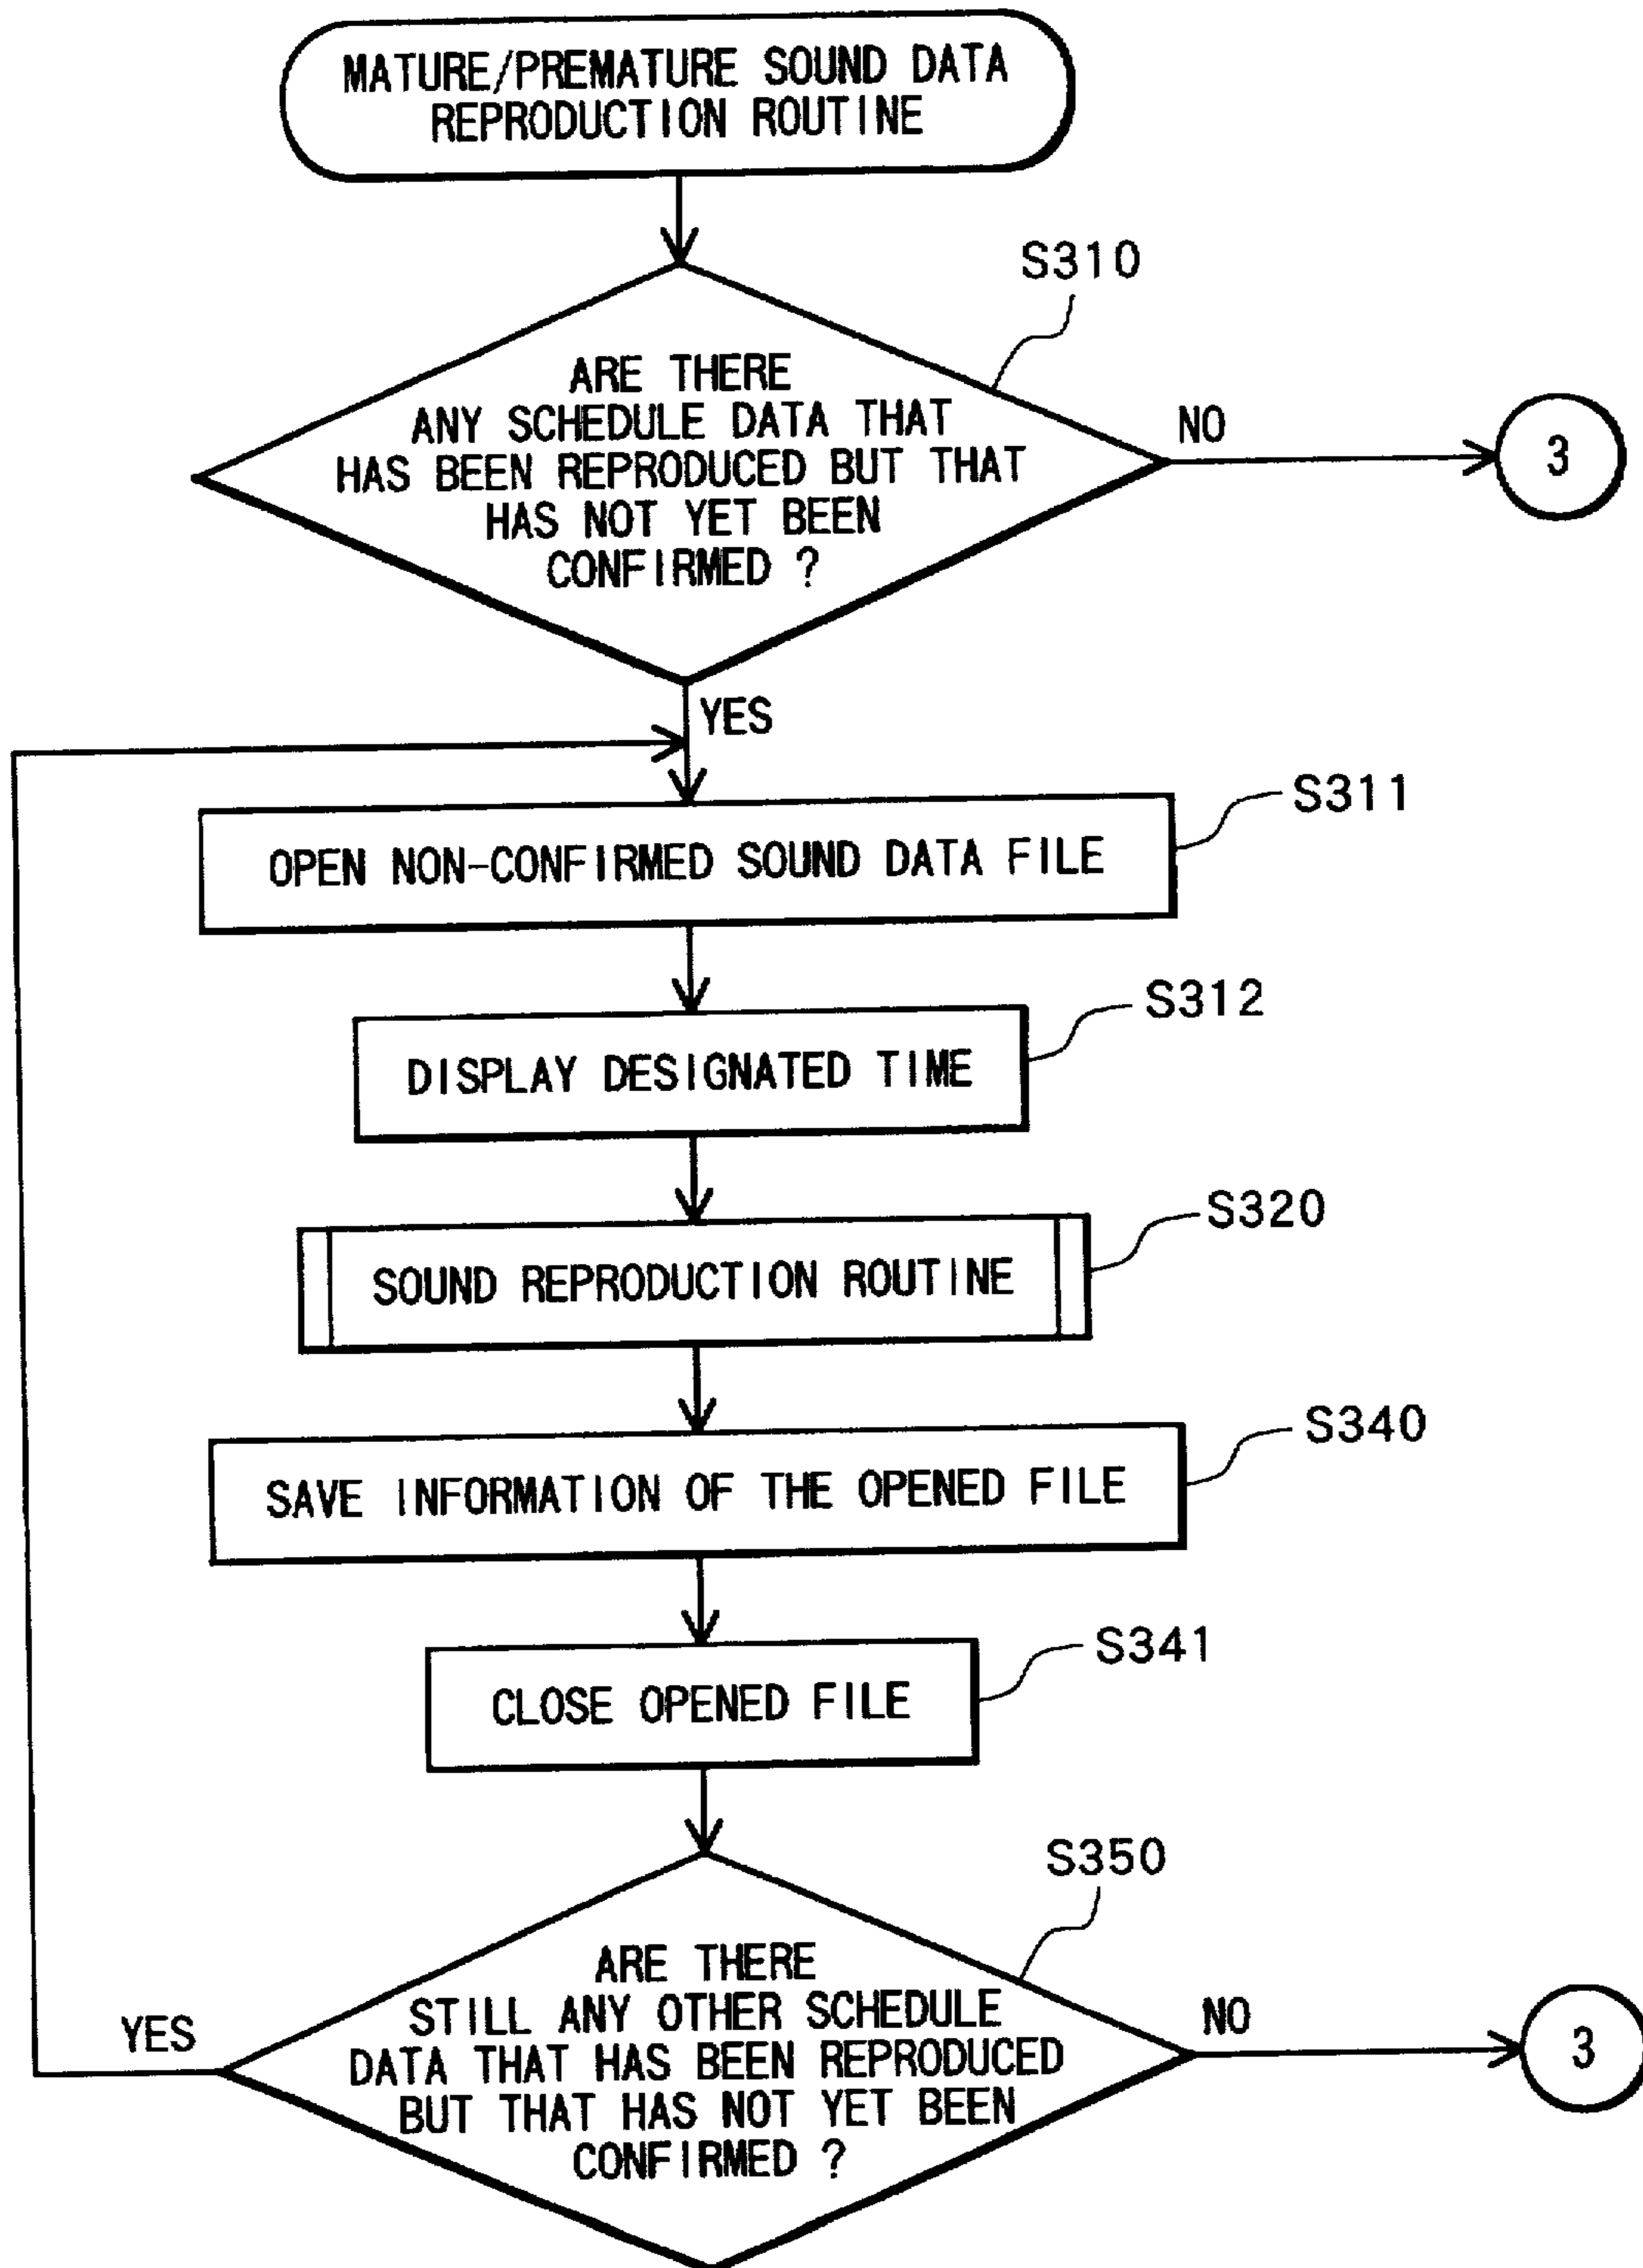 MATURE/PREMATURE SOUND DATA
REPRODUCTION ROUTINE
S310
ARE THERE
ANY SCHEDULE DATA THAT
HAS BEEN REPRODUCED BUT THAT
HAS NOT YET BEEN
CONFIRMED ?
NO
3
YES
S311
OPEN NON-CONFIRMED SOUND DATA FILE
S312
DISPLAY DESIGNATED TIME
S320
SOUND REPRODUCTION ROUTINE
S340
SAVE INFORMATION OF THE OPENED FILE
S341
CLOSE OPENED FILE
S350
ARE THERE
STILL ANY OTHER SCHEDULE
DATA THAT HAS BEEN REPRODUCED
BUT THAT HAS NOT YET BEEN
CONFIRMED ?
YES
NO
3